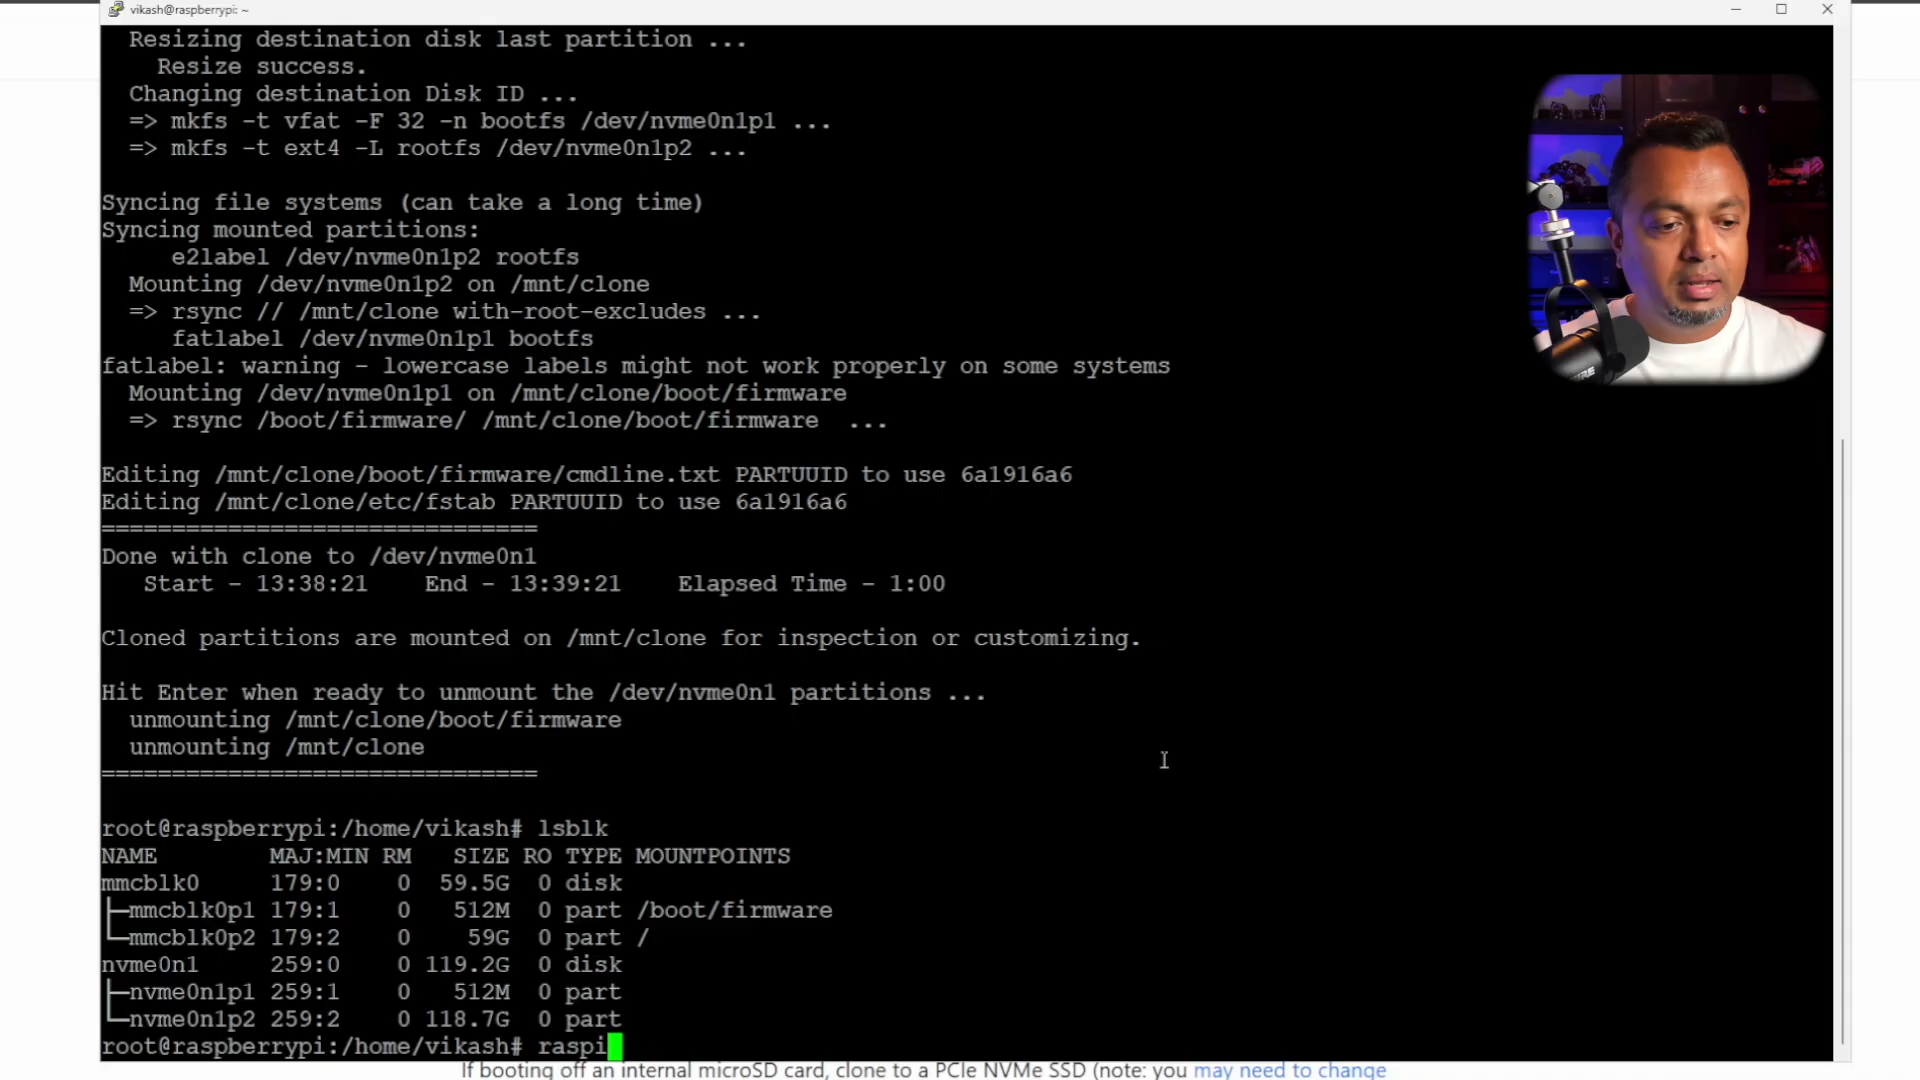 vikash@raspberrypi: ~
Resizing destination disk last partition ...
Resize success.
Changing destination Disk ID ...
=> mkfs -t vfat -F 32 -n bootfs /dev/nvme0n1p1 ...
=> mkfs -t ext4 -L rootfs /dev/nvme0n1p2 ...
Syncing file systems (can take a long time)
Syncing mounted partitions:
e2label /dev/nvme0n1p2 rootfs
Mounting /dev/nvme0n1p2 on /mnt/clone
=> rsync // /mnt/clone with-root-excludes ...
fatlabel /dev/nvme0n1p1 bootfs
fatlabel: warning - lowercase labels might not work properly on some systems
Mounting /dev/nvme0n1p1 on /mnt/clone/boot/firmware
=> rsync /boot/firmware/ /mnt/clone/boot/firmware ...
Editing /mnt/clone/boot/firmware/cmdline.txt PARTUUID to use 6a1916a6
Editing /mnt/clone/etc/fstab PARTUUID to use 6a1916a6
===============================
Done with clone to /dev/nvme0n1
Start - 13:38:21 End - 13:39:21 Elapsed Time - 1:00
Cloned partitions are mounted on /mnt/clone for inspection or customizing.
Hit Enter when ready to unmount the /dev/nvme0n1 partitions ...
unmounting /mnt/clone/boot/firmware
unmounting /mnt/clone
===============================
root@raspberrypi:/home/vikash# lsblk
NAME MAJ:MIN RM SIZE RO TYPE MOUNTPOINTS
mmcblk0 179:0 0 59.5G 0 disk
├─mmcblk0p1 179:1 0 512M 0 part /boot/firmware
└─mmcblk0p2 179:2 0 59G 0 part /
nvme0n1 259:0 0 119.2G 0 disk
├─nvme0n1p1 259:1 0 512M 0 part
└─nvme0n1p2 259:2 0 118.7G 0 part
root@raspberrypi:/home/vikash# raspi
If booting off an internal microSD card, clone to a PCIe NVMe SSD (note: you may need to change